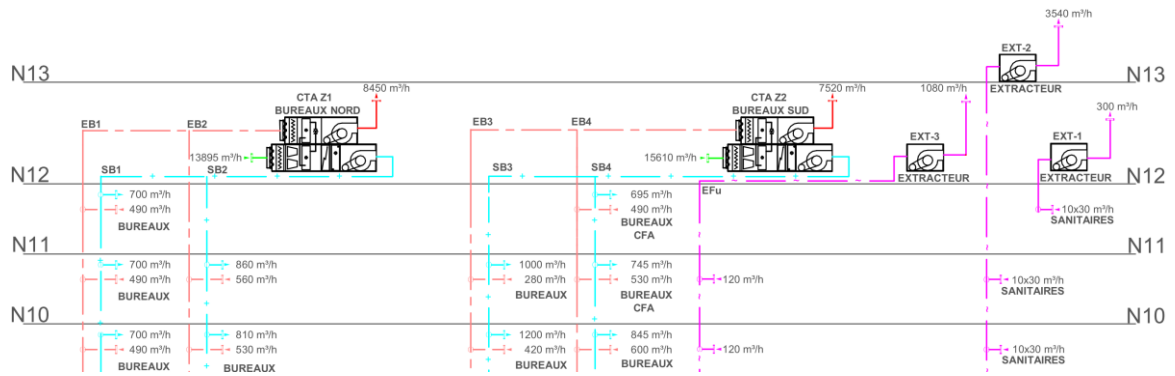 3540 m³/h
EXT-2
N13
N13
EXTRACTEUR
8450 m³/h
7520 m³/h
1080 m³/h
CTA Z1
BUREAUX NORD
CTA Z2
BUREAUX SUD
300 m³/h
EB1
EB2
EB3
EB4
EXT-3
EXT-1
13895 m³/h
15610 m³/h
SB1
SB2
SB3
SB4
EXTRACTEUR
EXTRACTEUR
N12
N12
EFu
700 m³/h
695 m³/h
490 m³/h
490 m³/h
10x30 m³/h
BUREAUX
BUREAUX
CFA
SANITAIRES
N11
N11
700 m³/h
860 m³/h
1000 m³/h
745 m³/h
490 m³/h
560 m³/h
280 m³/h
530 m³/h
120 m³/h
10x30 m³/h
BUREAUX
BUREAUX
BUREAUX
CFA
SANITAIRES
N10
N10
700 m³/h
810 m³/h
1200 m³/h
845 m³/h
490 m³/h
530 m³/h
420 m³/h
600 m³/h
120 m³/h
10x30 m³/h
BUREAUX
BUREAUX
BUREAUX
BUREAUX
SANITAIRES